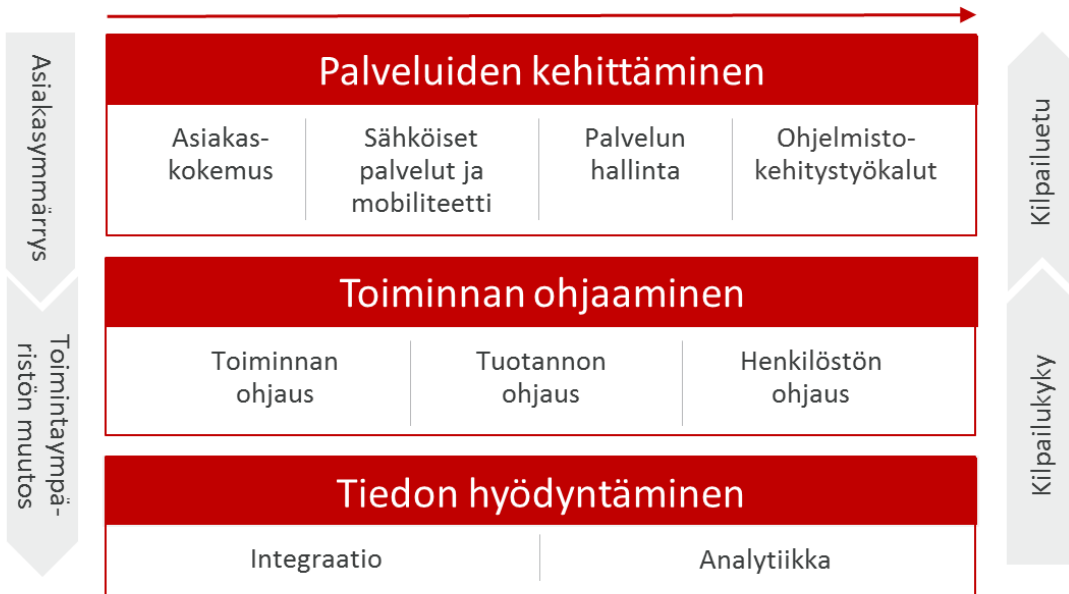 Asiakasymmärrys
Toimintaympä-
ristön muutos
Palveluiden kehittäminen
Asiakas-
kokemus
Sähköiset
palvelut ja
mobiliteetti
Palvelun
hallinta
Ohjelmisto-
kehitystyökalut
Toiminnan ohjaaminen
Toiminnan
ohjaus
Tuotannon
ohjaus
Henkilöstön
ohjaus
Tiedon hyödyntäminen
Integraatio
Analytiikka
Kilpailuetu
Kilpailukyky